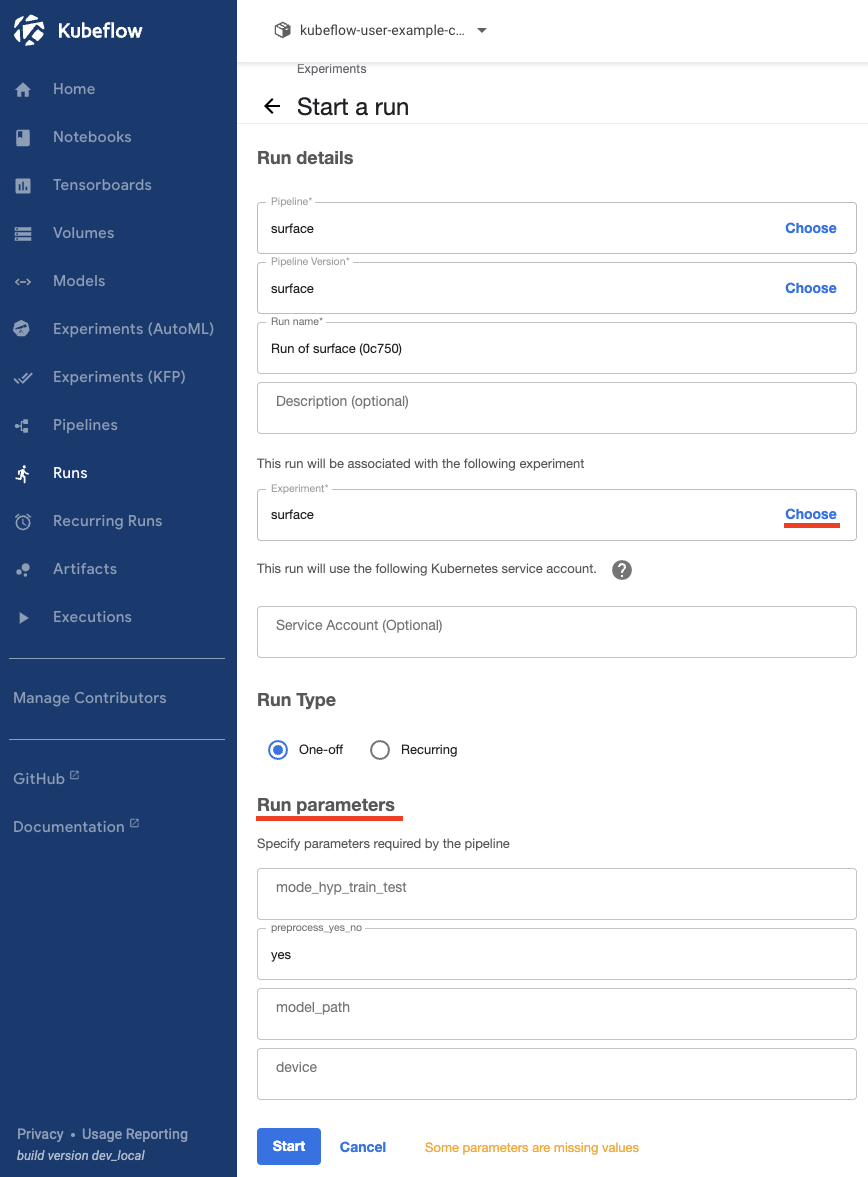 Kubeflow
Home
Notebooks
Tensorboards
Volumes
Models
Experiments (AutoML)
Experiments (KFP)
Pipelines
Runs
Recurring Runs
Artifacts
Executions
Manage Contributors
GitHub
Documentation
Privacy • Usage Reporting
build version dev_local
kubeflow-user-example-c...
Experiments
Start a run
Run details
Pipeline*
surface
Choose
Pipeline Version*
surface
Choose
Run name*
Run of surface (0c750)
Description (optional)
This run will be associated with the following experiment
Experiment*
surface
Choose
This run will use the following Kubernetes service account. ?
Service Account (Optional)
Run Type
One-off Recurring
Run parameters
Specify parameters required by the pipeline
mode_hyp_train_test
preprocess_yes_no
yes
model_path
device
Start Cancel Some parameters are missing values